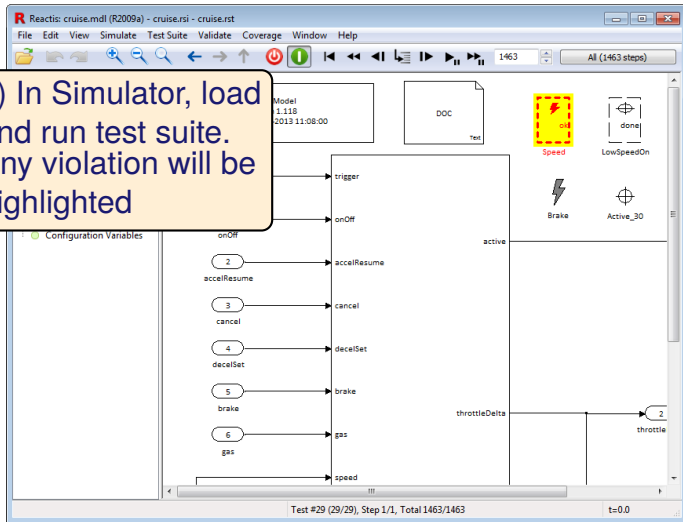 Reactis: cruise.mdl (R2009a) - cruise.rsi - cruise.rst
File Edit View Simulate Test Suite Validate Coverage Window Help
1463 All (1463 steps)
) In Simulator, load
nd run test suite.
ny violation will be
ighlighted
Model
1.118
2013 11:08:00
DOC
Text
ok
done
Speed
LowSpeedOn
Brake
Active_30
Configuration Variables
trigger
onOff
onOff
active
2
accelResume
accelResume
3
cancel
cancel
4
decelSet
decelSet
5
brake
brake
throttleDelta
2
throttle
6
gas
gas
speed
Test #29 (29/29), Step 1/1, Total 1463/1463
t=0.0